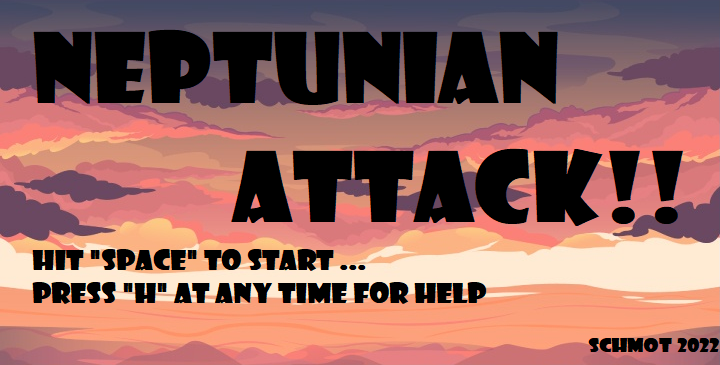 NEPTUNIAN
ATTACK!!
HIT "SPACE" TO START ...
PRESS "H" AT ANY TIME FOR HELP
SCHMOT 2022